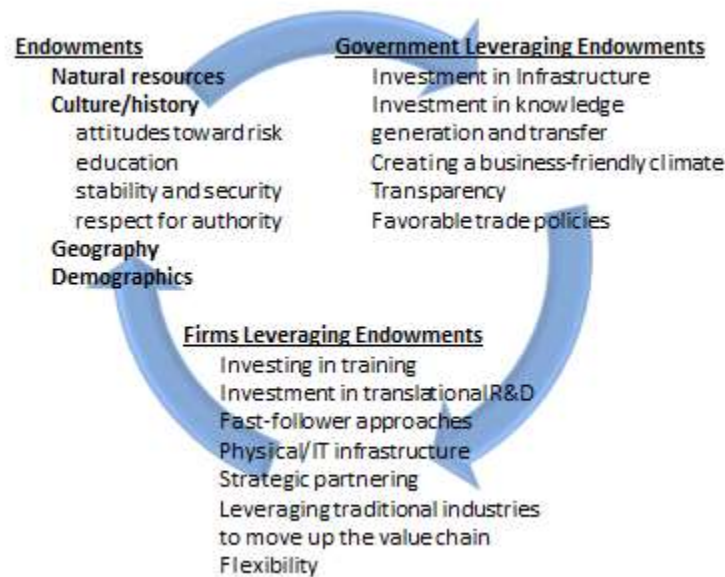 Endowments
Natural resources
Culture/history
attitudes toward risk
education
stability and security
respect for authority
Geography
Demographics
Government Leveraging Endowments
Investment in Infrastructure
Investment in knowledge
generation and transfer
Creating a business-friendly climate
Transparency
Favorable trade policies
Firms Leveraging Endowments
Investing in training
Investment in translational R&D
Fast-follower approaches
Physical/IT infrastructure
Strategic partnering
Leveraging traditional industries
to move up the value chain
Flexibility